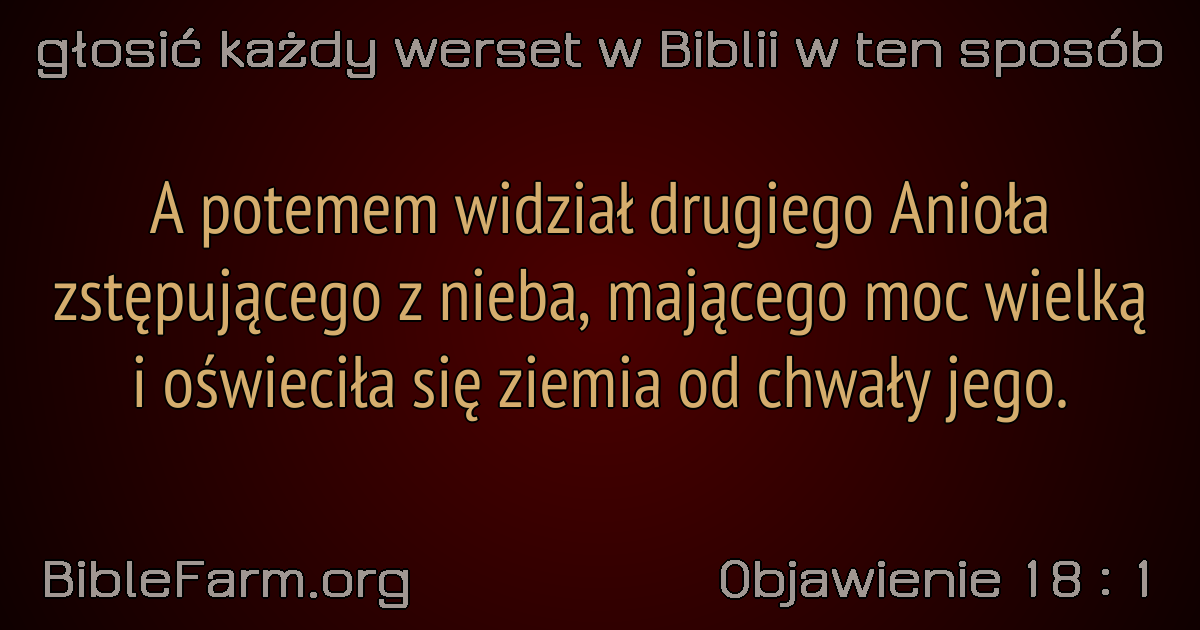 głosić każdy werset w Biblii w ten sposób
A potemem widział drugiego Anioła
zstępującego z nieba, mającego moc wielką
i oświeciła się ziemia od chwały jego.
BibleFarm.org
Objawienie 18 : 1